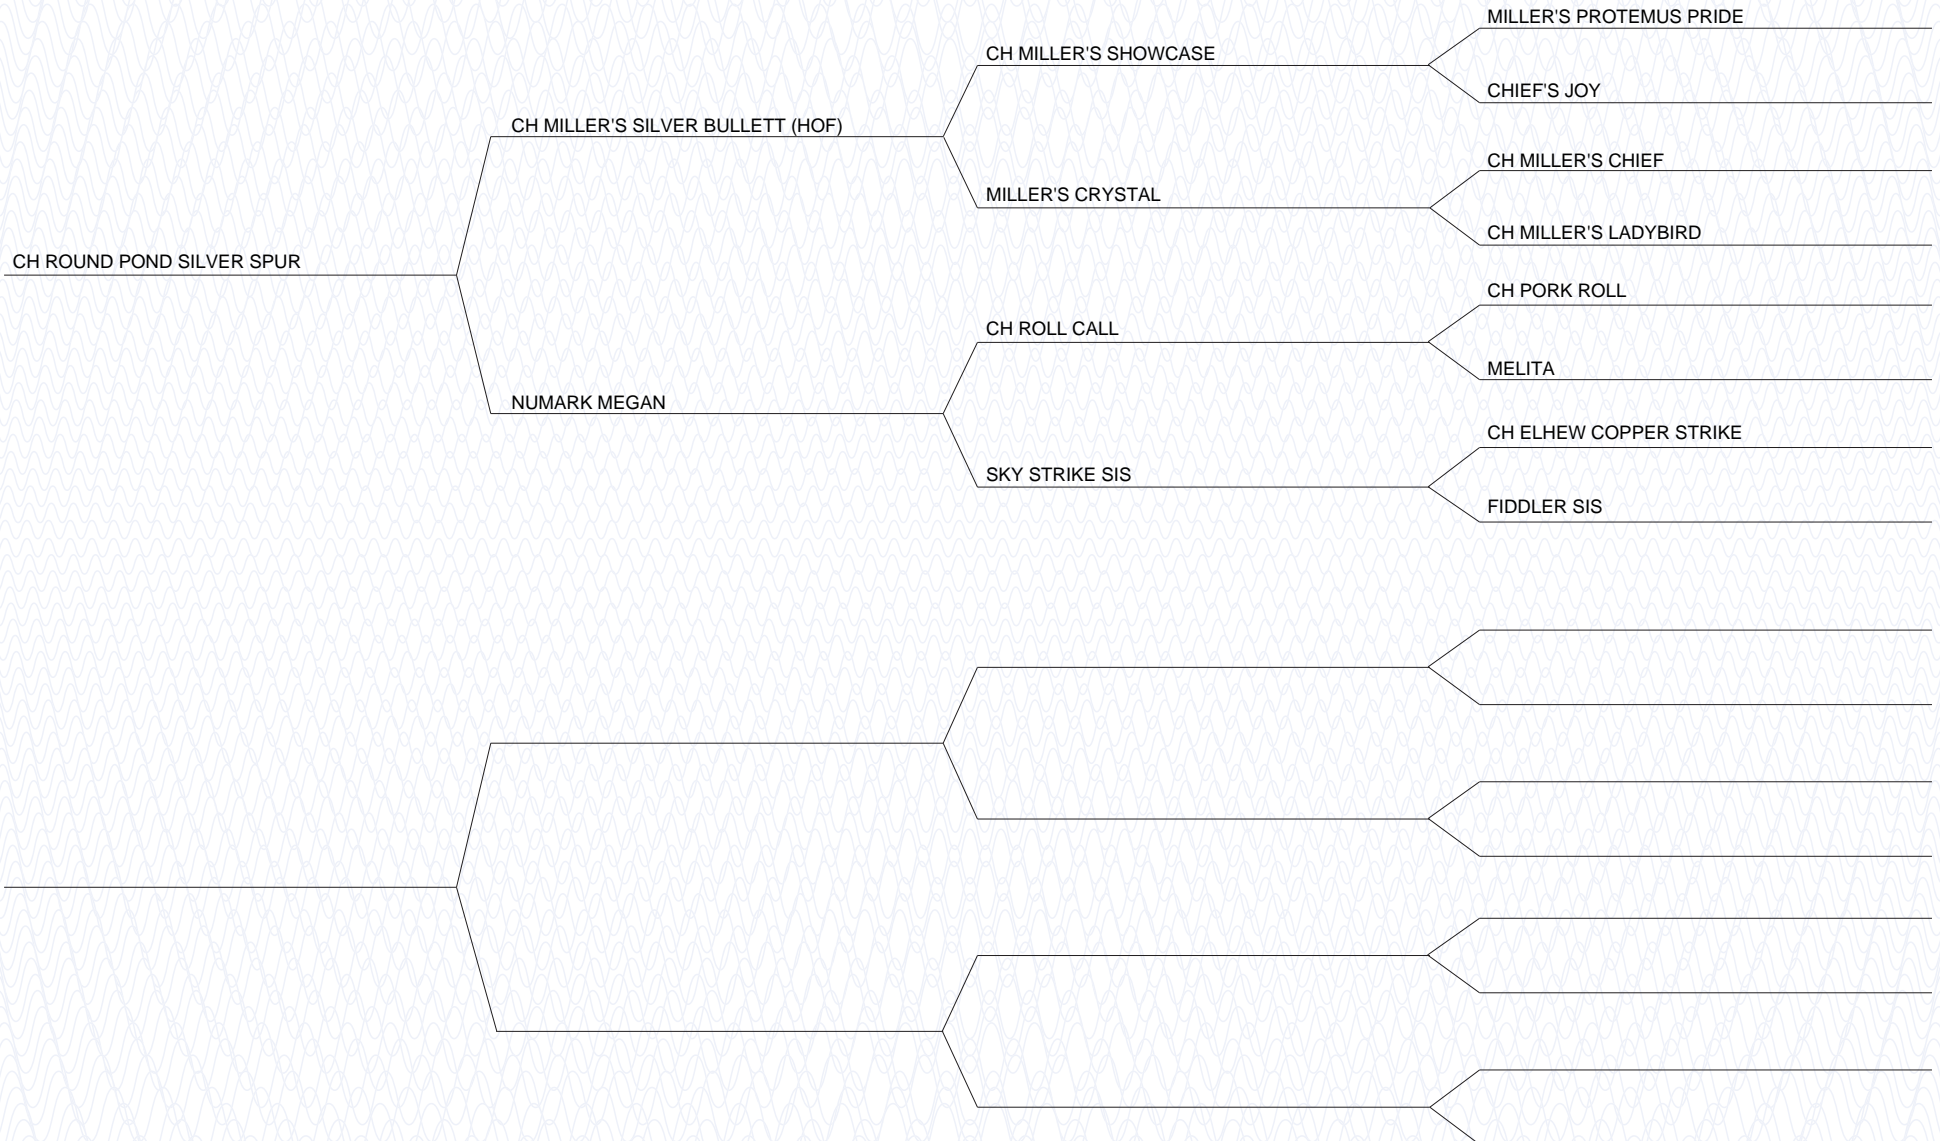 MILLER'S PROTEMUS PRIDE
CH MILLER'S SHOWCASE
CHIEF'S JOY
CH MILLER'S SILVER BULLETT (HOF)
CH MILLER'S CHIEF
MILLER'S CRYSTAL
CH MILLER'S LADYBIRD
CH ROUND POND SILVER SPUR
CH PORK ROLL
CH ROLL CALL
MELITA
NUMARK MEGAN
CH ELHEW COPPER STRIKE
SKY STRIKE SIS
FIDDLER SIS